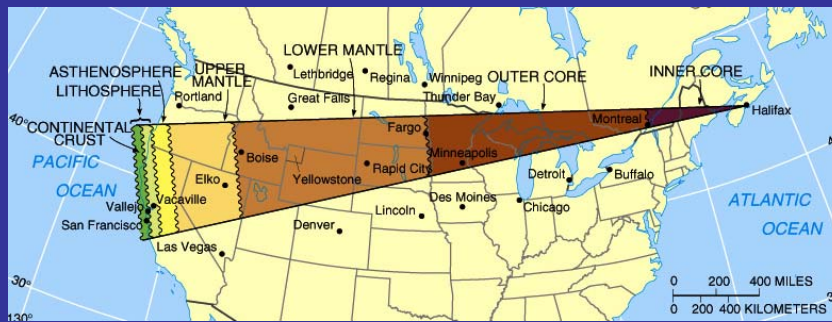 LOWER MANTLE
ASTHENOSPHERE
UPPER
MANTLE
LITHOSPHERE
Lethbridge
Regina
Winnipeg
OUTER CORE
INNER CORE
Portland
Great Falls
Thunder Bay
Halifax
40°
CONTINENTAL
CRUST
Fargo
Montreal
PACIFIC
OCEAN
Boise
Minneapolis
Yellowstone
Rapid City
Elko
Detroit
Buffalo
Vallejo
Vacaville
San Francisco
Lincoln
Des Moines
Chicago
ATLANTIC
OCEAN
Las Vegas
Denver
30°
130°
0 200 400 MILES
0 200 400 KILOMETERS